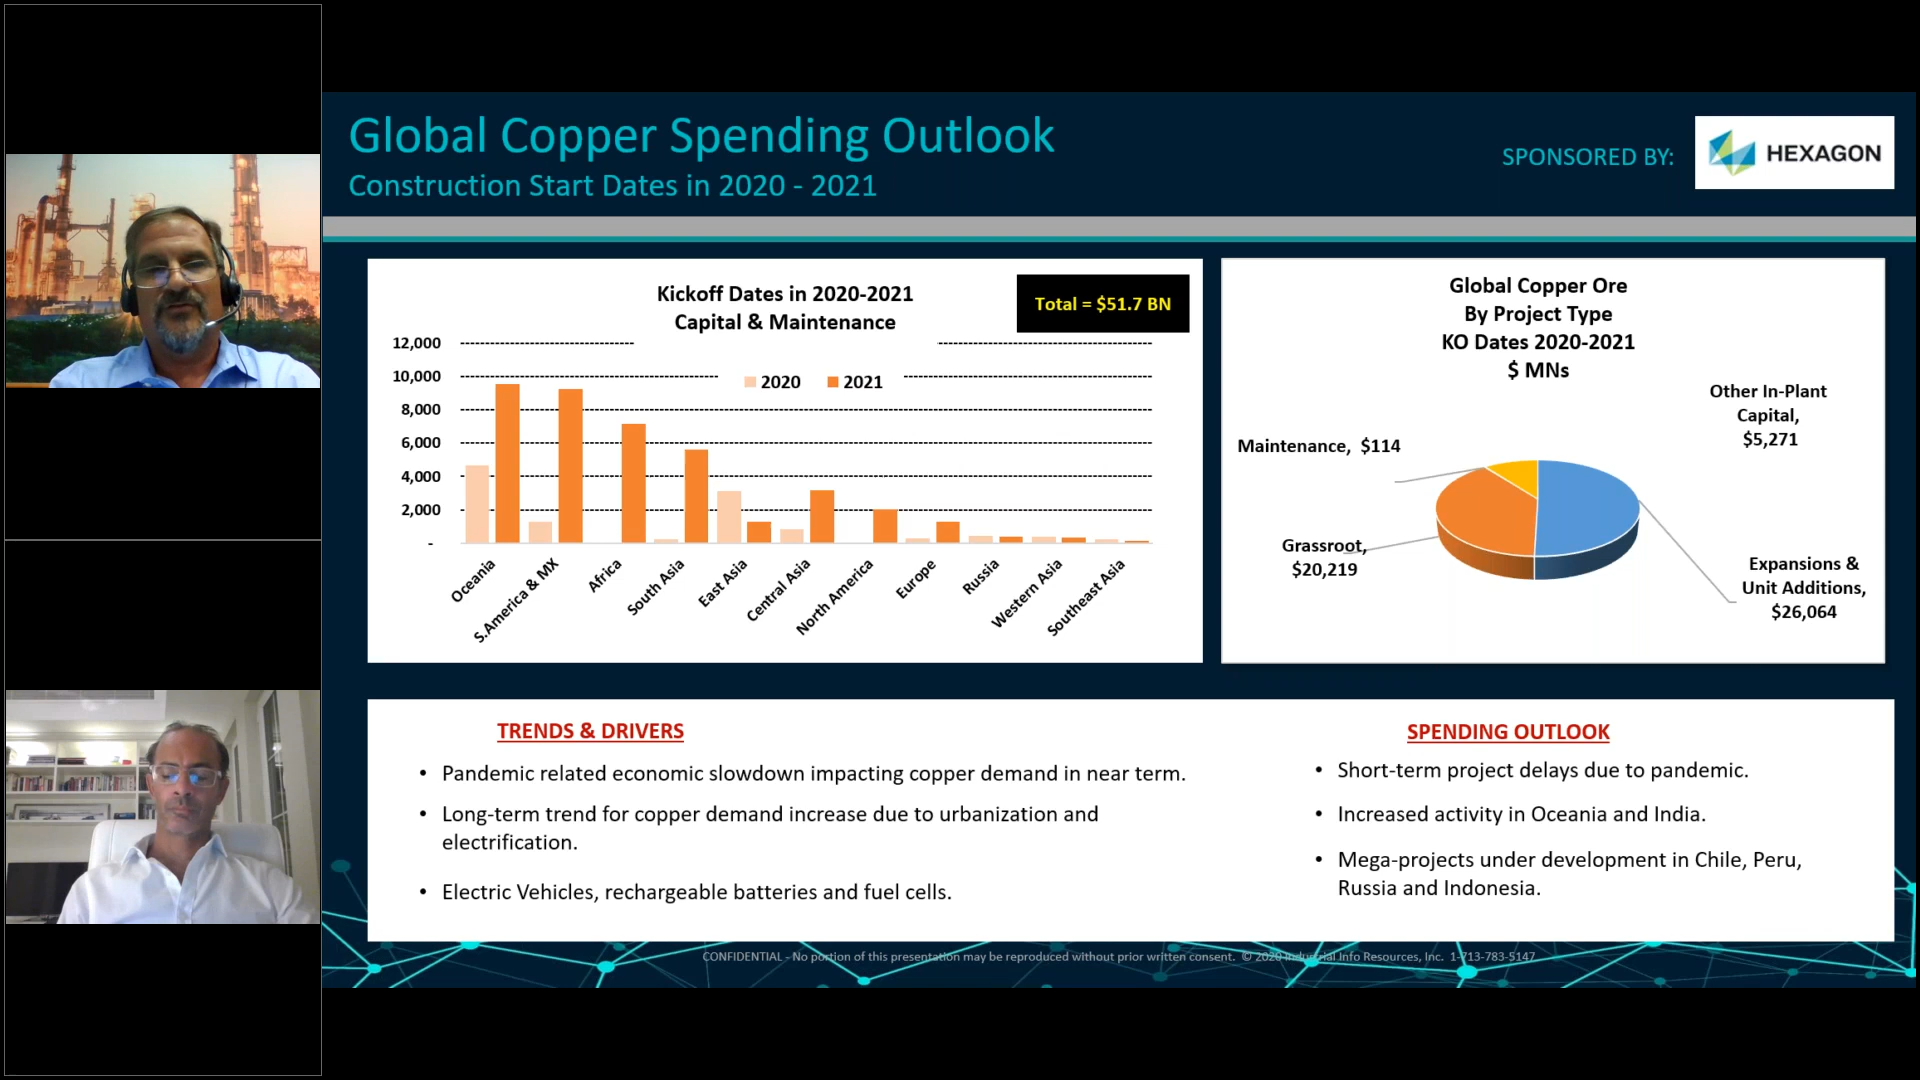 Global Copper Spending Outlook
Construction Start Dates in 2020 - 2021
SPONSORED BY:
HEXAGON
Kickoff Dates in 2020-2021
Capital & Maintenance
Total = $51.7 BN
12,000
10,000
8,000
6,000
4,000
2,000
-
2020
2021
Oceania
S.America & MX
Africa
South Asia
East Asia
Central Asia
North America
Europe
Russia
Western Asia
Southeast Asia
Global Copper Ore
By Project Type
KO Dates 2020-2021
$ MNs
Other In-Plant
Capital,
$5,271
Maintenance, $114
Grassroot,
$20,219
Expansions &
Unit Additions,
$26,064
TRENDS & DRIVERS
• Pandemic related economic slowdown impacting copper demand in near term.
• Long-term trend for copper demand increase due to urbanization and
electrification.
• Electric Vehicles, rechargeable batteries and fuel cells.
SPENDING OUTLOOK
• Short-term project delays due to pandemic.
• Increased activity in Oceania and India.
• Mega-projects under development in Chile, Peru,
Russia and Indonesia.
CONFIDENTIAL - No portion of this presentation may be reproduced without prior written consent. © 2020 Industrial Info Resources, Inc. 1-713-783-5147